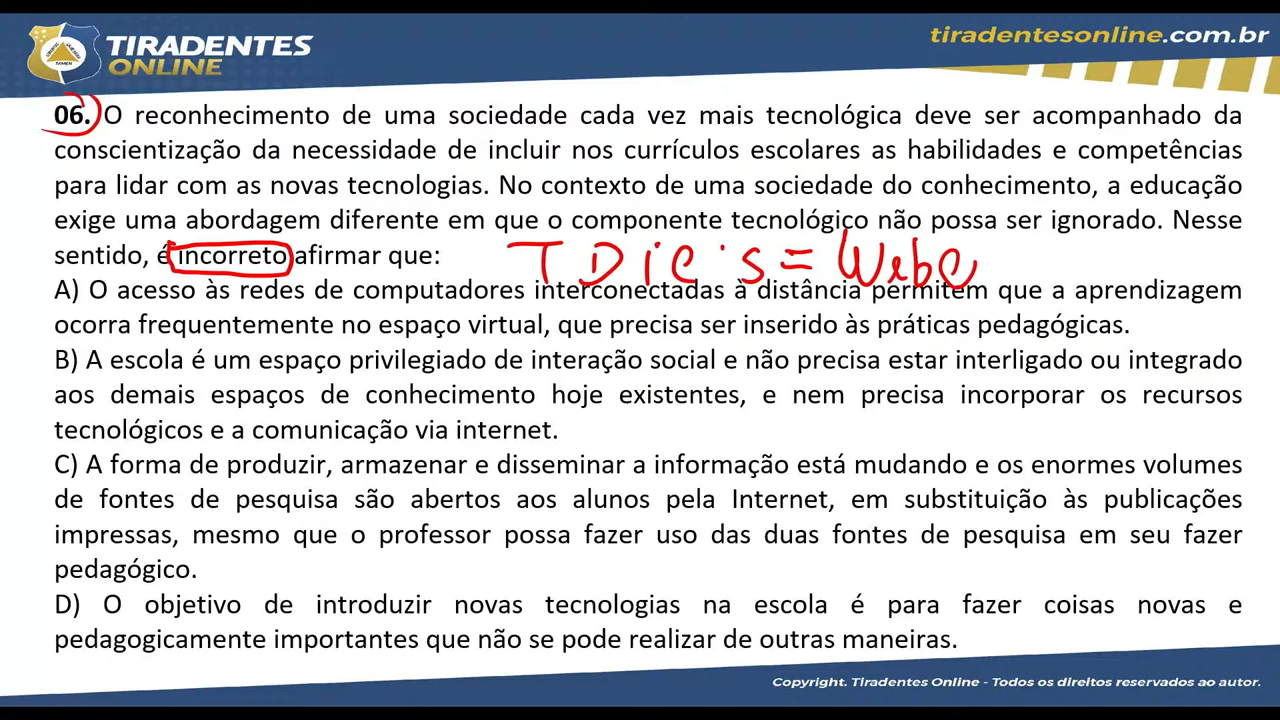 TIRADENTES
ONLINE
tiradentesonline.com.br
06. O reconhecimento de uma sociedade cada vez mais tecnológica deve ser acompanhado da
conscientização da necessidade de incluir nos currículos escolares as habilidades e competências
para lidar com as novas tecnologias. No contexto de uma sociedade do conhecimento, a educação
exige uma abordagem diferente em que o componente tecnológico não possa ser ignorado. Nesse
sentido, é incorreto afirmar que:
TDiC's = WebC
A) O acesso às redes de computadores interconectadas à distância permitem que a aprendizagem
ocorra frequentemente no espaço virtual, que precisa ser inserido às práticas pedagógicas.
B) A escola é um espaço privilegiado de interação social e não precisa estar interligado ou integrado
aos demais espaços de conhecimento hoje existentes, e nem precisa incorporar os recursos
tecnológicos e a comunicação via internet.
C) A forma de produzir, armazenar e disseminar a informação está mudando e os enormes volumes
de fontes de pesquisa são abertos aos alunos pela Internet, em substituição às publicações
impressas, mesmo que o professor possa fazer uso das duas fontes de pesquisa em seu fazer
pedagógico.
D) O objetivo de introduzir novas tecnologias na escola é para fazer coisas novas e
pedagogicamente importantes que não se pode realizar de outras maneiras.
Copyright. Tiradentes Online - Todos os direitos reservados ao autor.